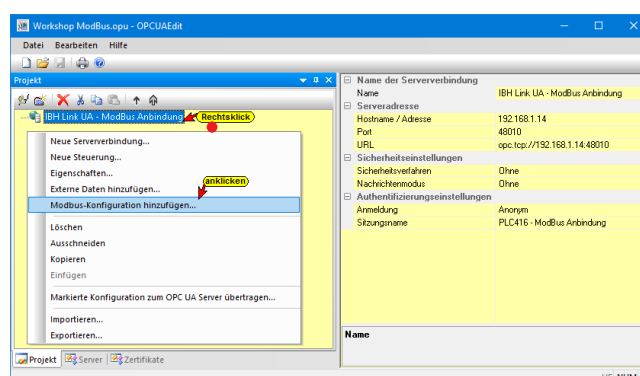 Workshop ModBus.opu - OPCUAEdit
Datei Bearbeiten Hilfe
Projekt
IBH Link UA - ModBus Anbindung
Rechtsklick
Neue Serververbindung...
Neue Steuerung...
Eigenschaften...
anklicken
Externe Daten hinzufügen...
Modbus-Konfiguration hinzufügen...
Löschen
Ausschneiden
Kopieren
Einfügen
Markierte Konfiguration zum OPC UA Server übertragen...
Importieren...
Exportieren...
Projekt Server Zertifikate
Name der Serververbindung
Name IBH Link UA - ModBus Anbindung
Serveradresse
Hostname / Adresse 192.168.1.14
Port 48010
URL opc.tcp://192.168.1.14:48010
Sicherheitseinstellungen
Sicherheitsverfahren Ohne
Nachrichtenmodus Ohne
Authentifizierungseinstellungen
Anmeldung Anonym
Sitzungsname PLC416 - ModBus Anbindung
Name